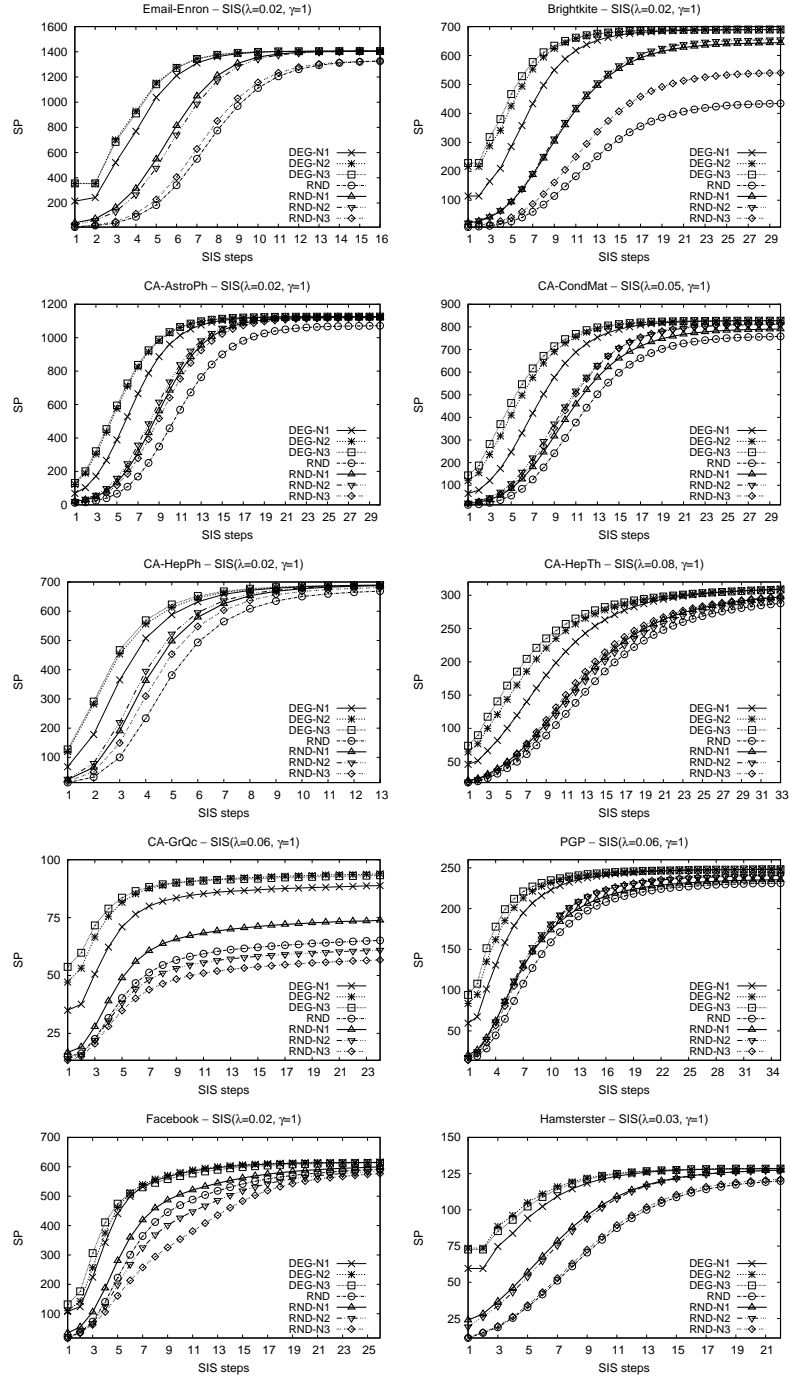 Email-Enron – SIS(λ=0.02, γ=1)
SP
1600
1400
1200
1000
800
600
400
200
DEG-N1
DEG-N2
DEG-N3
RND
RND-N1
RND-N2
RND-N3
1 2 3 4 5 6 7 8 9 10 11 12 13 14 15 16
SIS steps
Brightkite – SIS(λ=0.02, γ=1)
SP
700
600
500
400
300
200
100
DEG-N1
DEG-N2
DEG-N3
RND
RND-N1
RND-N2
RND-N3
1 3 5 7 9 11 13 15 17 19 21 23 25 27 29
SIS steps
CA-AstroPh – SIS(λ=0.02, γ=1)
SP
1200
1000
800
600
400
200
0
DEG-N1
DEG-N2
DEG-N3
RND
RND-N1
RND-N2
RND-N3
1 3 5 7 9 11 13 15 17 19 21 23 25 27 29
SIS steps
CA-CondMat – SIS(λ=0.05, γ=1)
SP
900
800
700
600
500
400
300
200
100
DEG-N1
DEG-N2
DEG-N3
RND
RND-N1
RND-N2
RND-N3
1 3 5 7 9 11 13 15 17 19 21 23 25 27 29
SIS steps
CA-HepPh – SIS(λ=0.02, γ=1)
SP
700
600
500
400
300
200
100
DEG-N1
DEG-N2
DEG-N3
RND
RND-N1
RND-N2
RND-N3
1 2 3 4 5 6 7 8 9 10 11 12 13
SIS steps
CA-HepTh – SIS(λ=0.08, γ=1)
SP
300
250
200
150
100
50
DEG-N1
DEG-N2
DEG-N3
RND
RND-N1
RND-N2
RND-N3
1 3 5 7 9 11 13 15 17 19 21 23 25 27 29 31 33
SIS steps
CA-GrQc – SIS(λ=0.06, γ=1)
SP
100
75
50
25
DEG-N1
DEG-N2
DEG-N3
RND
RND-N1
RND-N2
RND-N3
1 3 5 7 9 11 13 15 17 19 21 23
SIS steps
PGP – SIS(λ=0.06, γ=1)
SP
250
200
150
100
50
DEG-N1
DEG-N2
DEG-N3
RND
RND-N1
RND-N2
RND-N3
1 4 7 10 13 16 19 22 25 28 31 34
SIS steps
Facebook – SIS(λ=0.02, γ=1)
SP
700
600
500
400
300
200
100
DEG-N1
DEG-N2
DEG-N3
RND
RND-N1
RND-N2
RND-N3
1 3 5 7 9 11 13 15 17 19 21 23 25
SIS steps
Hamsterster – SIS(λ=0.03, γ=1)
SP
150
125
100
75
50
25
DEG-N1
DEG-N2
DEG-N3
RND
RND-N1
RND-N2
RND-N3
1 3 5 7 9 11 13 15 17 19 21
SIS steps